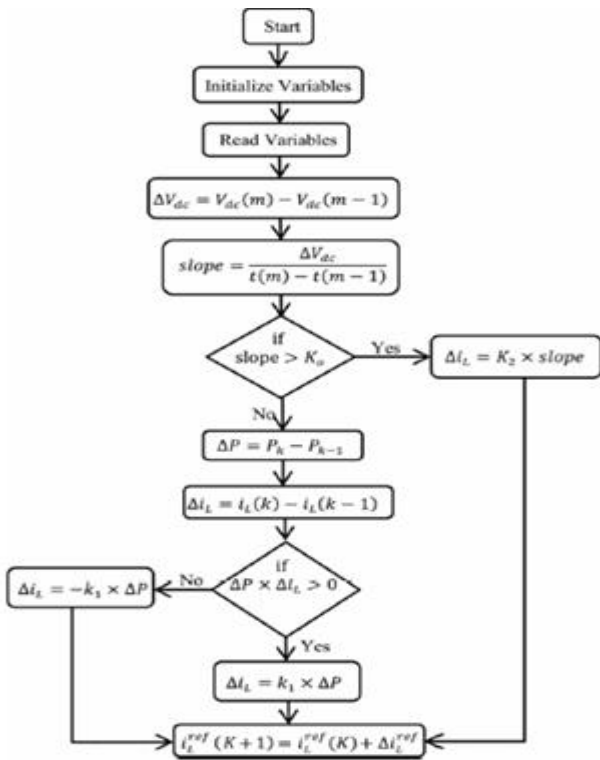 Start
Initialize Variables
Read Variables
ΔV_dc = V_dc(m) − V_dc(m − 1)
slope = ΔV_dc / t(m) − t(m − 1)
if
slope > K_o
Yes
Δi_L = K_2 × slope
No
ΔP = P_k − P_{k−1}
Δi_L = i_L(k) − i_L(k − 1)
if
ΔP × Δi_L > 0
No
Δi_L = −k_1 × ΔP
Yes
Δi_L = k_1 × ΔP
i_L^{ref}(K + 1) = i_L^{ref}(K) + Δi_L^{ref}